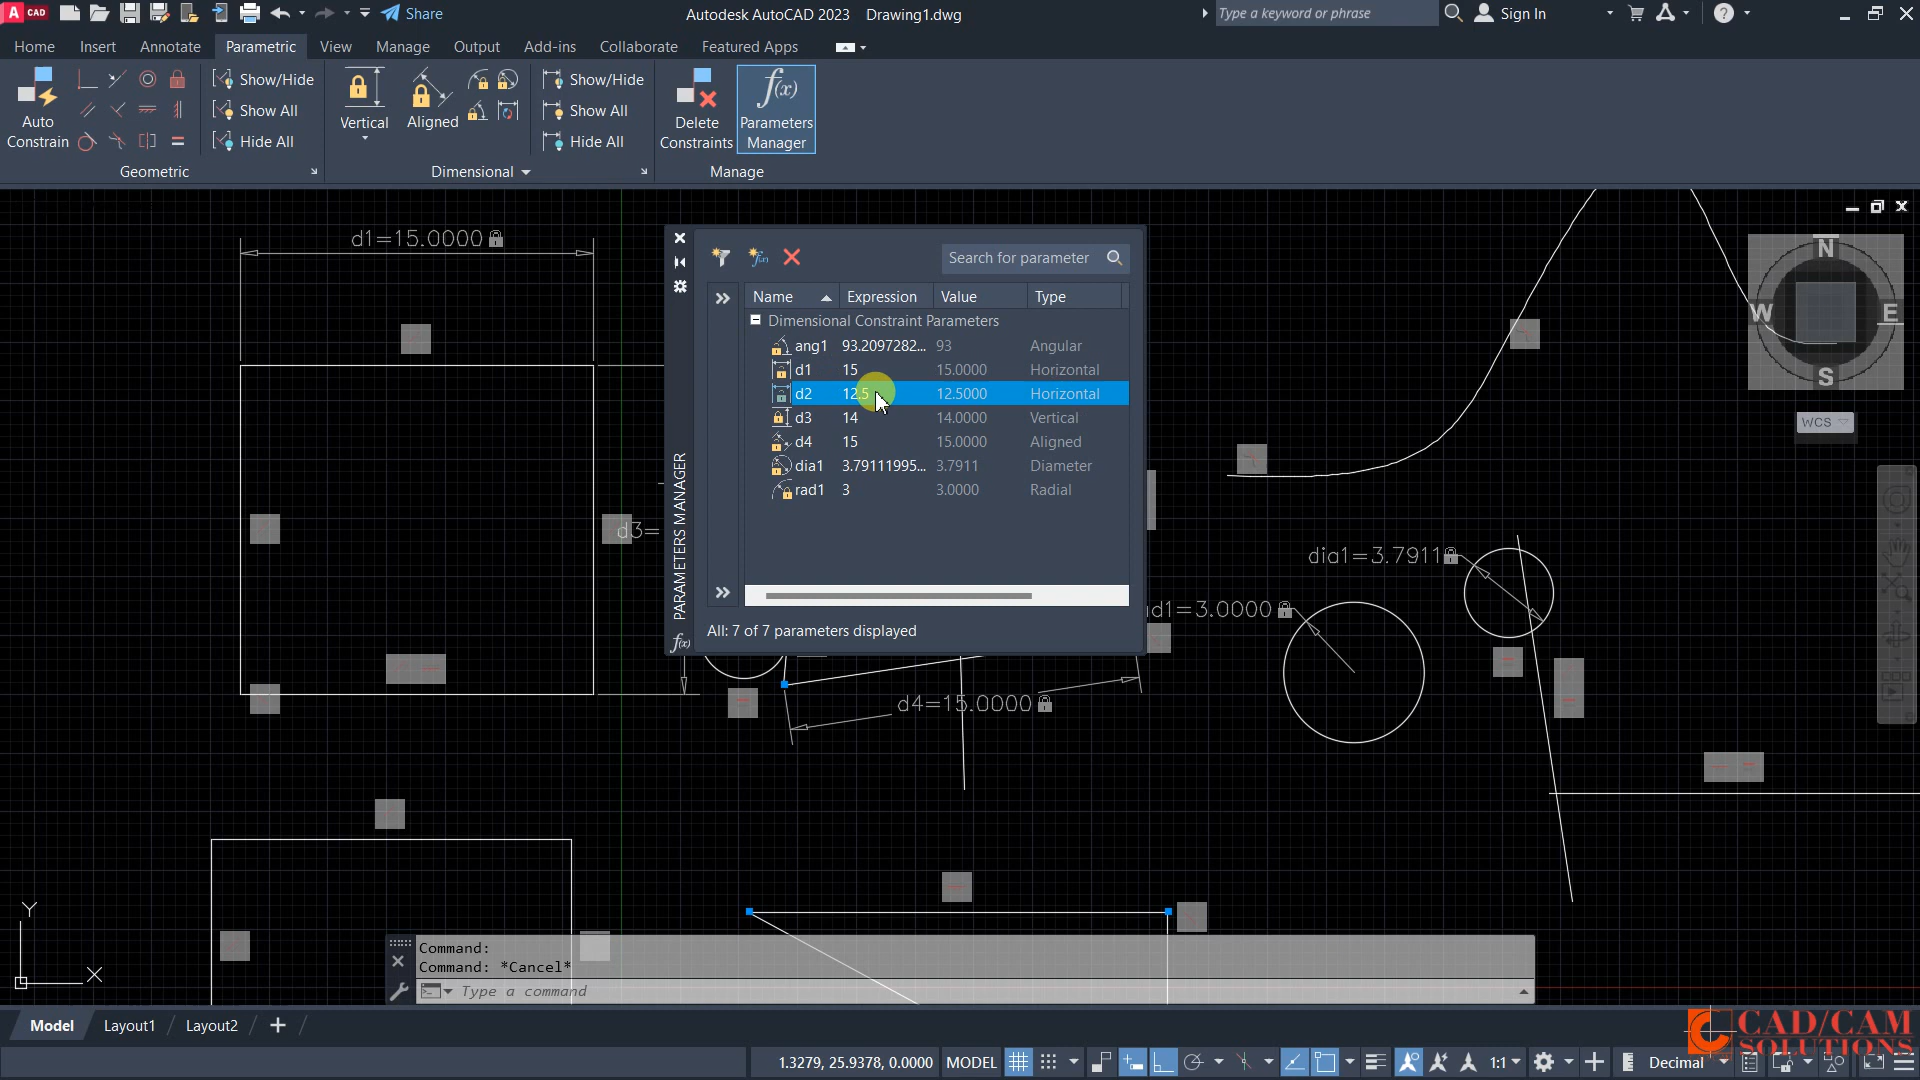 CAD
Share
Autodesk AutoCAD 2023 Drawing1.dwg
Type a keyword or phrase
Sign In
Home Insert Annotate Parametric View Manage Output Add-ins Collaborate Featured Apps
Auto
Constrain
Show/Hide
Show All
Hide All
Vertical
Aligned
Show/Hide
Show All
Hide All
Delete
Constraints
f(x)
Parameters
Manager
Geometric
Dimensional
Manage
d1=15.0000
Search for parameter
Name Expression Value Type
Dimensional Constraint Parameters
ang1 93.2097282... 93 Angular
d1 15 15.0000 Horizontal
d2 12.5 12.5000 Horizontal
d3 14 14.0000 Vertical
d4 15 15.0000 Aligned
dia1 3.79111995... 3.7911 Diameter
rad1 3 3.0000 Radial
PARAMETERS MANAGER
f(x)
All: 7 of 7 parameters displayed
d3=
N
W
E
S
WCS
dia1=3.7911
d1=3.0000
d4=15.0000
Y
X
Command:
Command: *Cancel*
Type a command
Model Layout1 Layout2
CAD/CAM
SOLUTIONS
1.3279, 25.9378, 0.0000 MODEL
1:1
Decimal